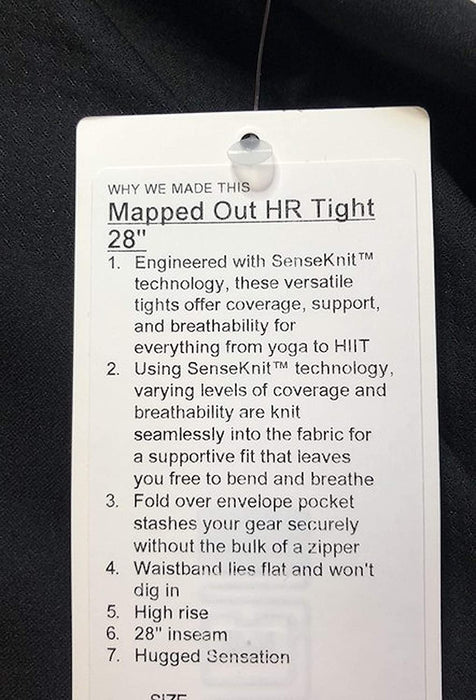 WHY WE MADE THIS
Mapped Out HR Tight
28"
1. Engineered with SenseKnit™
technology, these versatile
tights offer coverage, support,
and breathability for
everything from yoga to HIIT
2. Using SenseKnit™ technology,
varying levels of coverage and
breathability are knit
seamlessly into the fabric for
a supportive fit that leaves
you free to bend and breathe
3. Fold over envelope pocket
stashes your gear securely
without the bulk of a zipper
4. Waistband lies flat and won't
dig in
5. High rise
6. 28" inseam
7. Hugged Sensation
SIZE